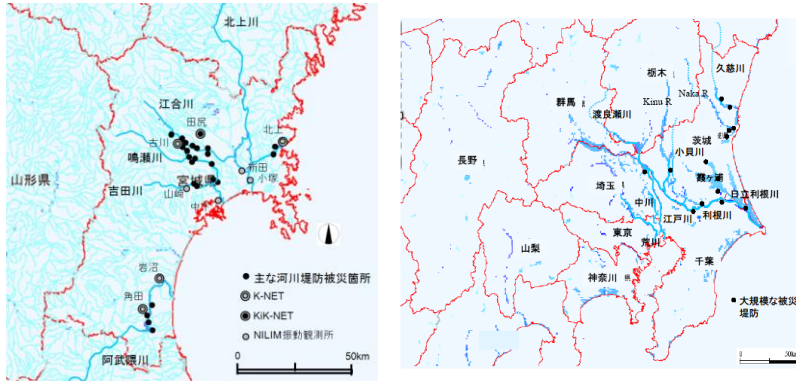 北上川
江合川
田尻
古川
北上
鳴瀬川
新田
小塚
山形県
吉田川
宮城県
山崎
岩沼
角田
阿武隈川
主な河川堤防被災箇所
K-NET
KiK-NET
NILIM振動観測所
0
50km
久慈川
栃木
Kinu R
Naka R
群馬
渡良瀬川
茨城
小貝川
長野
霞ヶ浦
埼玉
日立利根川
中川
江戸川
利根川
東京
荒川
山梨
千葉
神奈川
大規模な被災
堤防
0